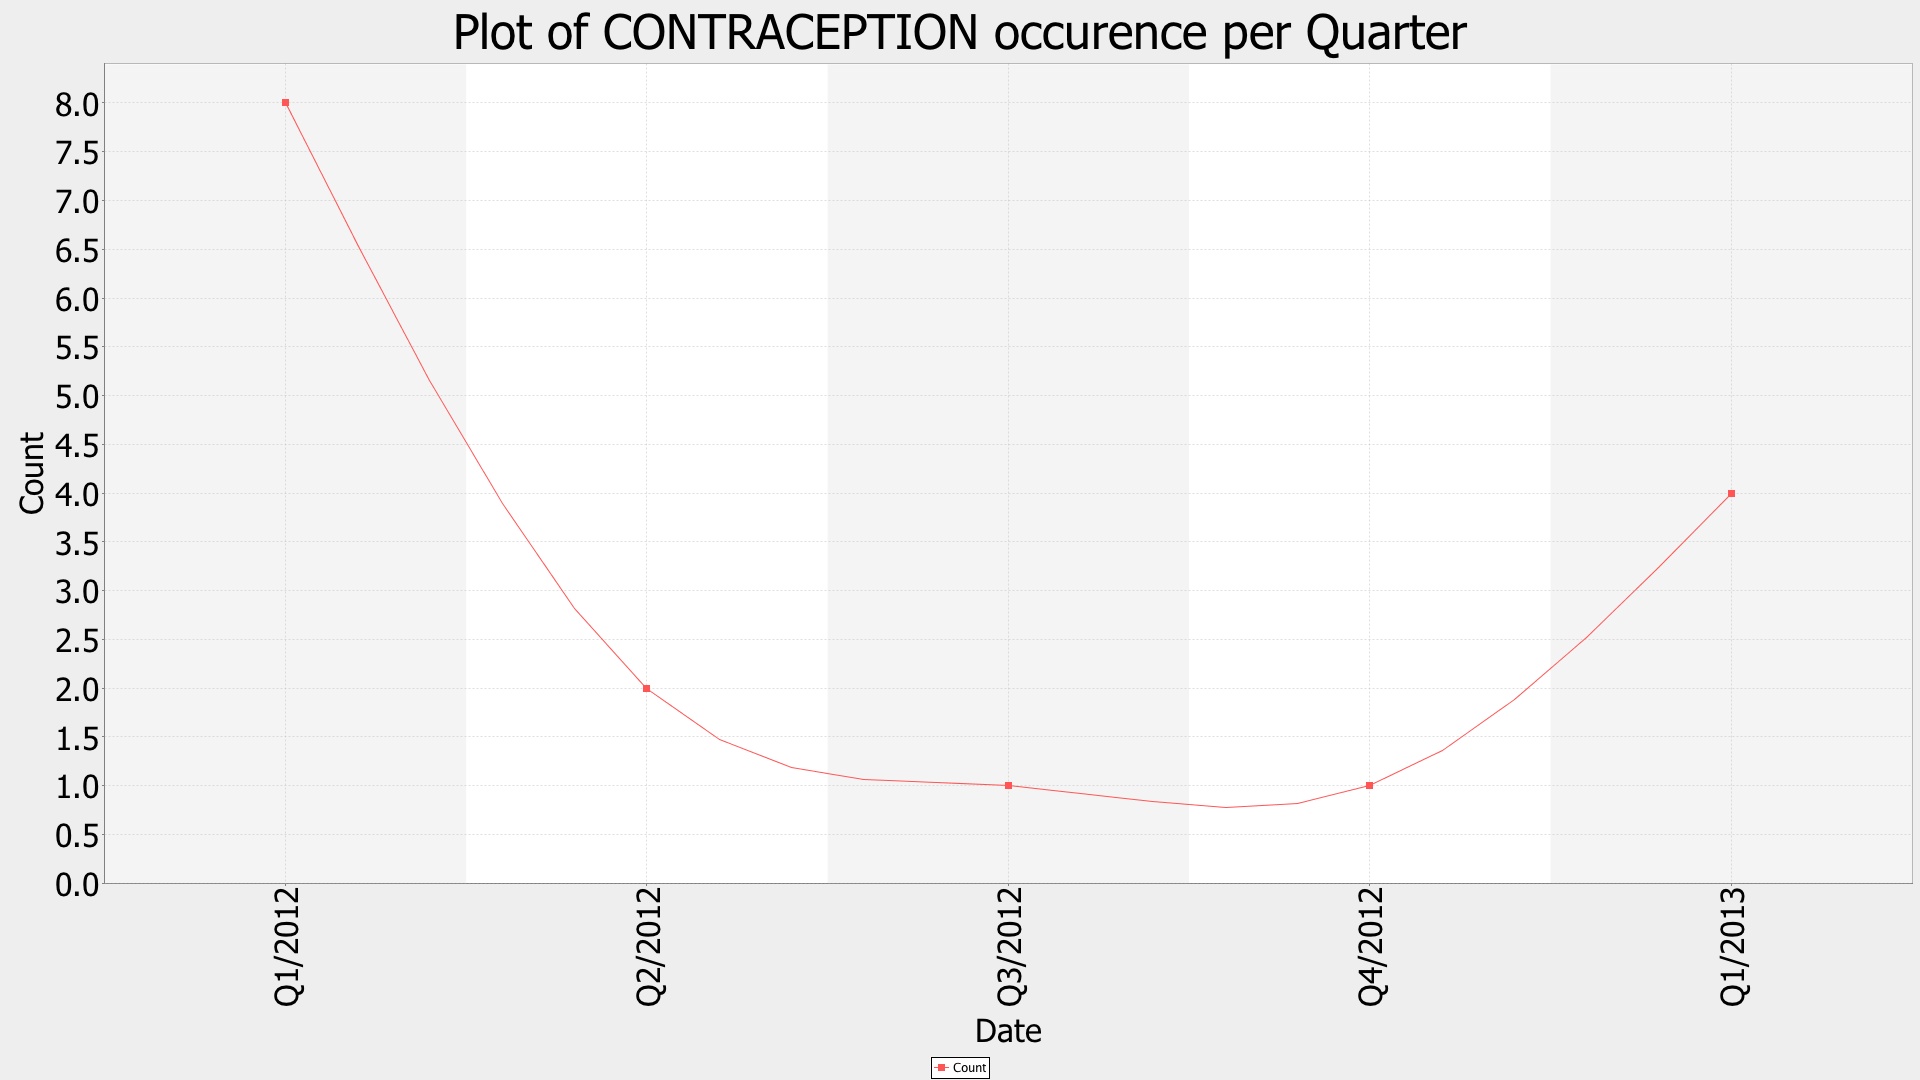 Plot of CONTRACEPTION occurence per Quarter
8.0
7.5
7.0
6.5
6.0
5.5
5.0
4.5
4.0
3.5
3.0
2.5
2.0
1.5
1.0
0.5
0.0
Count
Q1/2012
Q2/2012
Q3/2012
Q4/2012
Q1/2013
Date
Count